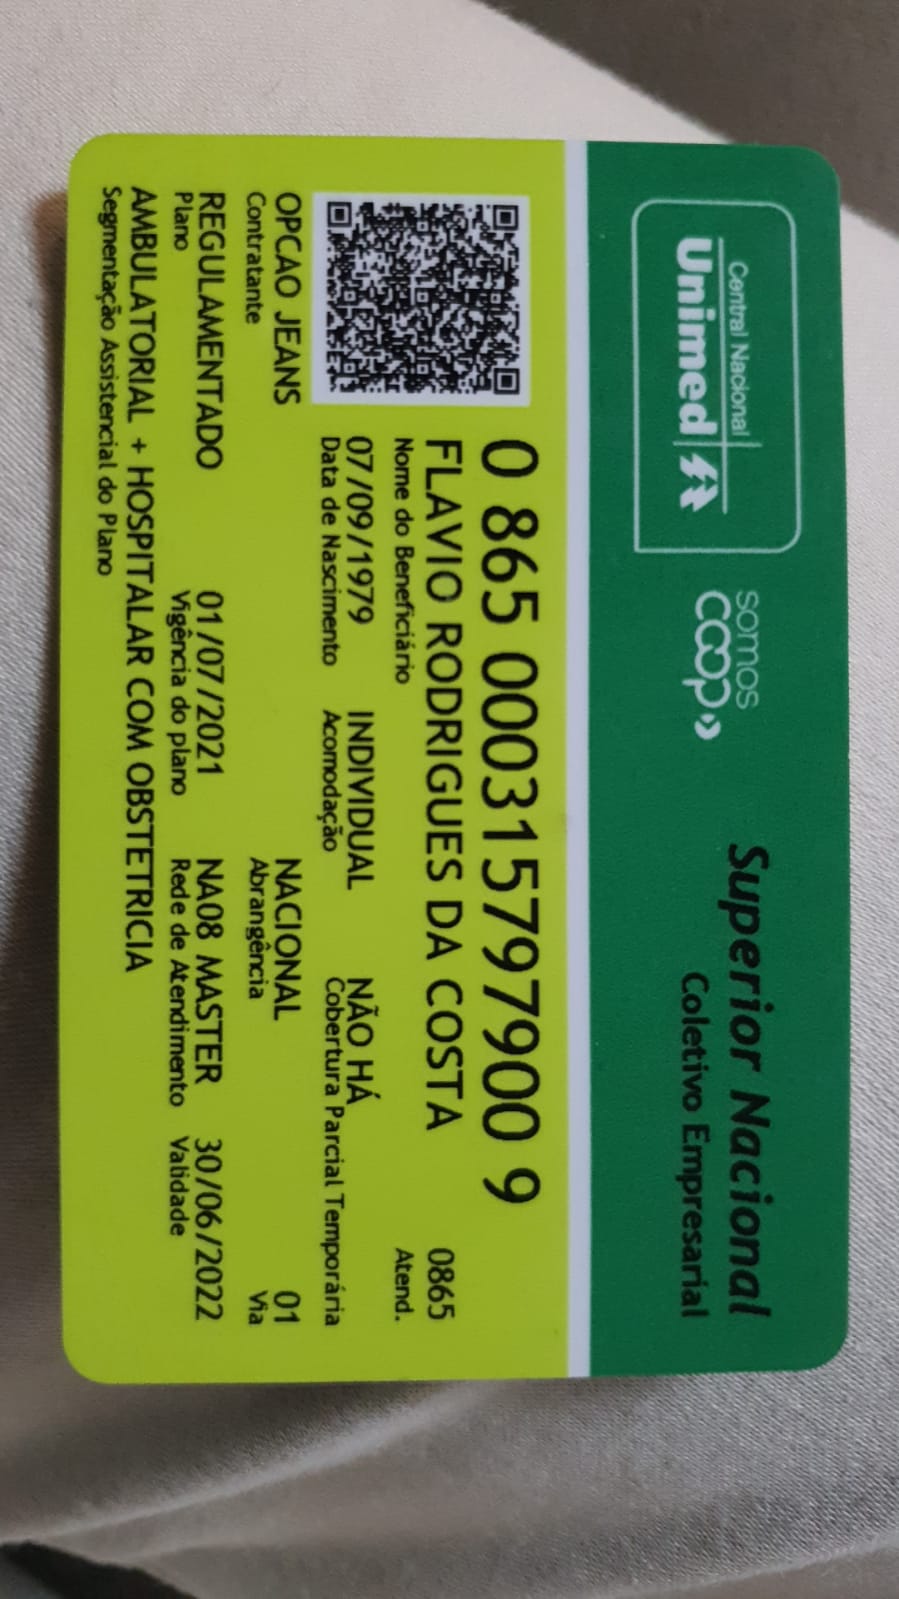 Central Nacional
Unimed
somos
coop
Superior Nacional
Coletivo Empresarial
0 865 000315797900 9
FLAVIO RODRIGUES DA COSTA 0865
Nome do Beneficiário Atend.
07/09/1979 INDIVIDUAL NÃO HÁ
Data de Nascimento Acomodação Cobertura Parcial Temporária
OPCAO JEANS NACIONAL 01
Contratante Abrangência Via
REGULAMENTADO 01/07/2021 NA08 MASTER 30/06/2022
Plano Vigência do plano Rede de Atendimento Validade
AMBULATORIAL + HOSPITALAR COM OBSTETRICIA
Segmentação Assistencial do Plano